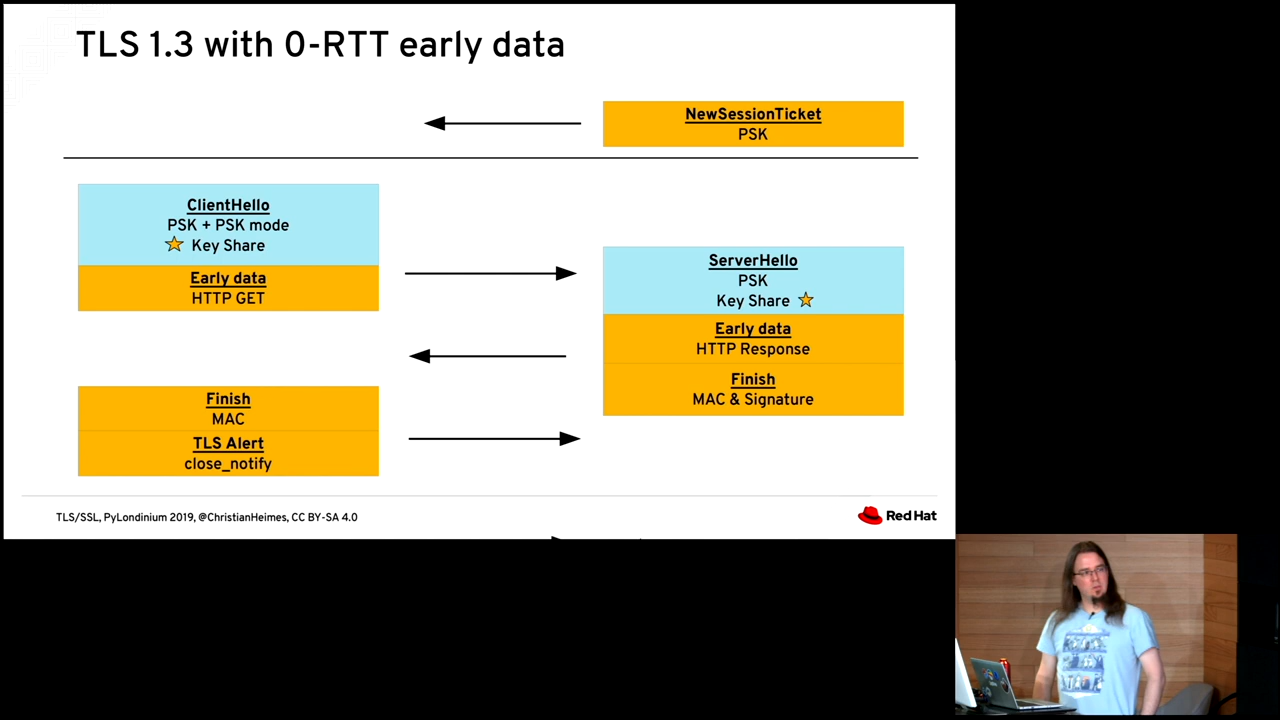 TLS 1.3 with 0-RTT early data
NewSessionTicket
PSK
ClientHello
PSK + PSK mode
Key Share
Early data
HTTP GET
ServerHello
PSK
Key Share
Early data
HTTP Response
Finish
MAC & Signature
Finish
MAC
TLS Alert
close_notify
TLS/SSL, PyLondinium 2019, @ChristianHeimes, CC BY-SA 4.0
Red Hat